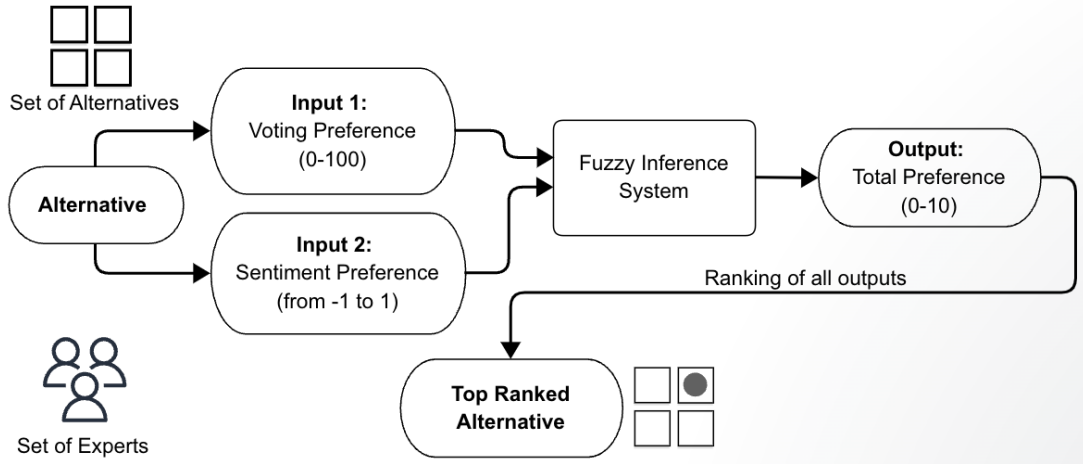 Set of Alternatives
Alternative
Input 1:
Voting Preference
(0-100)
Input 2:
Sentiment Preference
(from -1 to 1)
Fuzzy Inference
System
Output:
Total Preference
(0-10)
Ranking of all outputs
Top Ranked
Alternative
Set of Experts